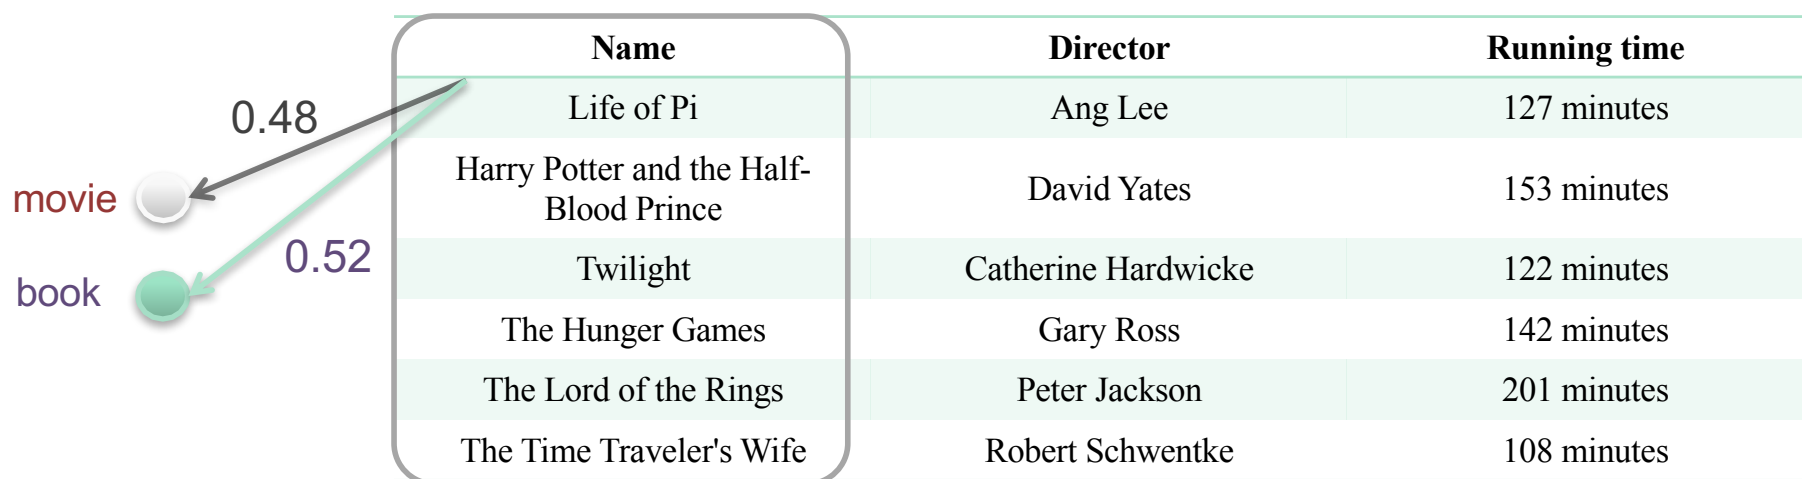 Name Director Running time
0.48
Life of Pi Ang Lee 127 minutes
movie
Harry Potter and the Half-
Blood Prince
David Yates 153 minutes
0.52
Twilight Catherine Hardwicke 122 minutes
book
The Hunger Games Gary Ross 142 minutes
The Lord of the Rings Peter Jackson 201 minutes
The Time Traveler's Wife Robert Schwentke 108 minutes